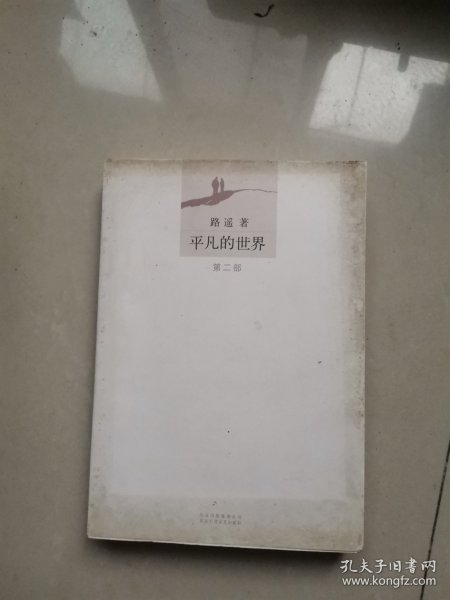 路遥 著
平凡的世界
第二部
孔夫子旧书网
www.kongfz.com